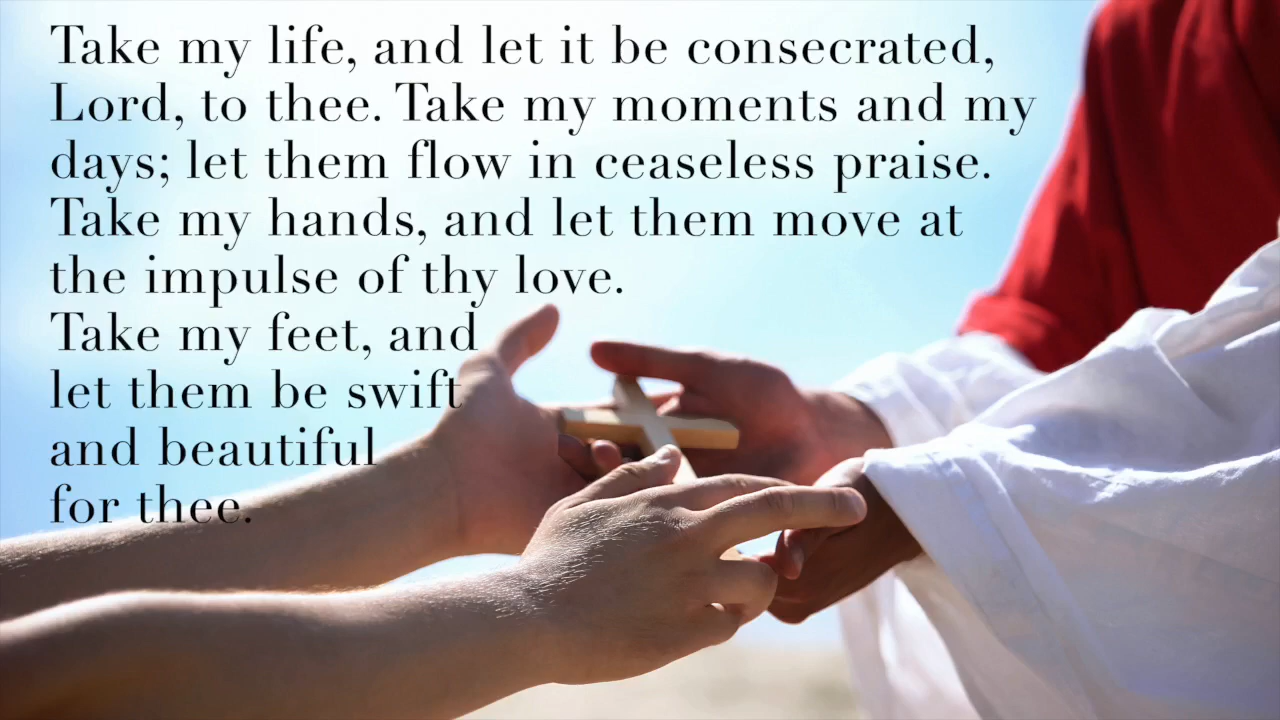 Take my life, and let it be consecrated,
Lord, to thee. Take my moments and my
days; let them flow in ceaseless praise.
Take my hands, and let them move at
the impulse of thy love.
Take my feet, and
let them be swift
and beautiful
for thee.